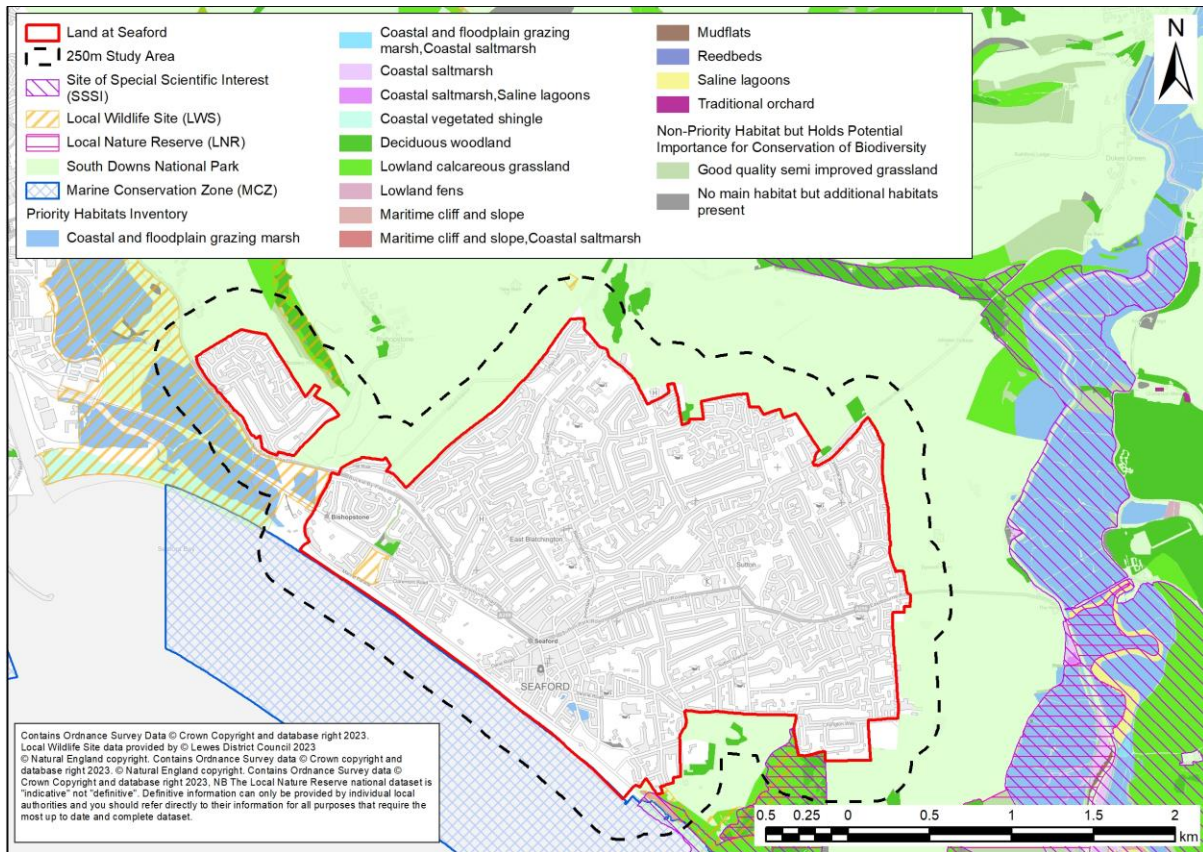 Land at Seaford
250m Study Area
Site of Special Scientific Interest
(SSSI)
Local Wildlife Site (LWS)
Local Nature Reserve (LNR)
South Downs National Park
Marine Conservation Zone (MCZ)
Priority Habitats Inventory
Coastal and floodplain grazing marsh
Coastal and floodplain grazing
marsh,Coastal saltmarsh
Coastal saltmarsh
Coastal saltmarsh,Saline lagoons
Coastal vegetated shingle
Deciduous woodland
Lowland calcareous grassland
Lowland fens
Maritime cliff and slope
Maritime cliff and slope,Coastal saltmarsh
Mudflats
Reedbeds
Saline lagoons
Traditional orchard
Non-Priority Habitat but Holds Potential
Importance for Conservation of Biodiversity
Good quality semi improved grassland
No main habitat but additional habitats
present
N
Bishopstone
East Blatchington
Sutton
Seaford
SEAFORD
Contains Ordnance Survey Data © Crown Copyright and database right 2023.
Local Wildlife Site data provided by © Lewes District Council 2023
© Natural England copyright. Contains Ordnance Survey data © Crown copyright and
database right 2023. © Natural England copyright. Contains Ordnance Survey data ©
Crown Copyright and database right 2023, NB The Local Nature Reserve national dataset is
"indicative" not "definitive". Definitive information can only be provided by individual local
authorities and you should refer directly to their information for all purposes that require the
most up to date and complete dataset.
0.5 0.25 0 0.5 1 1.5 2
km